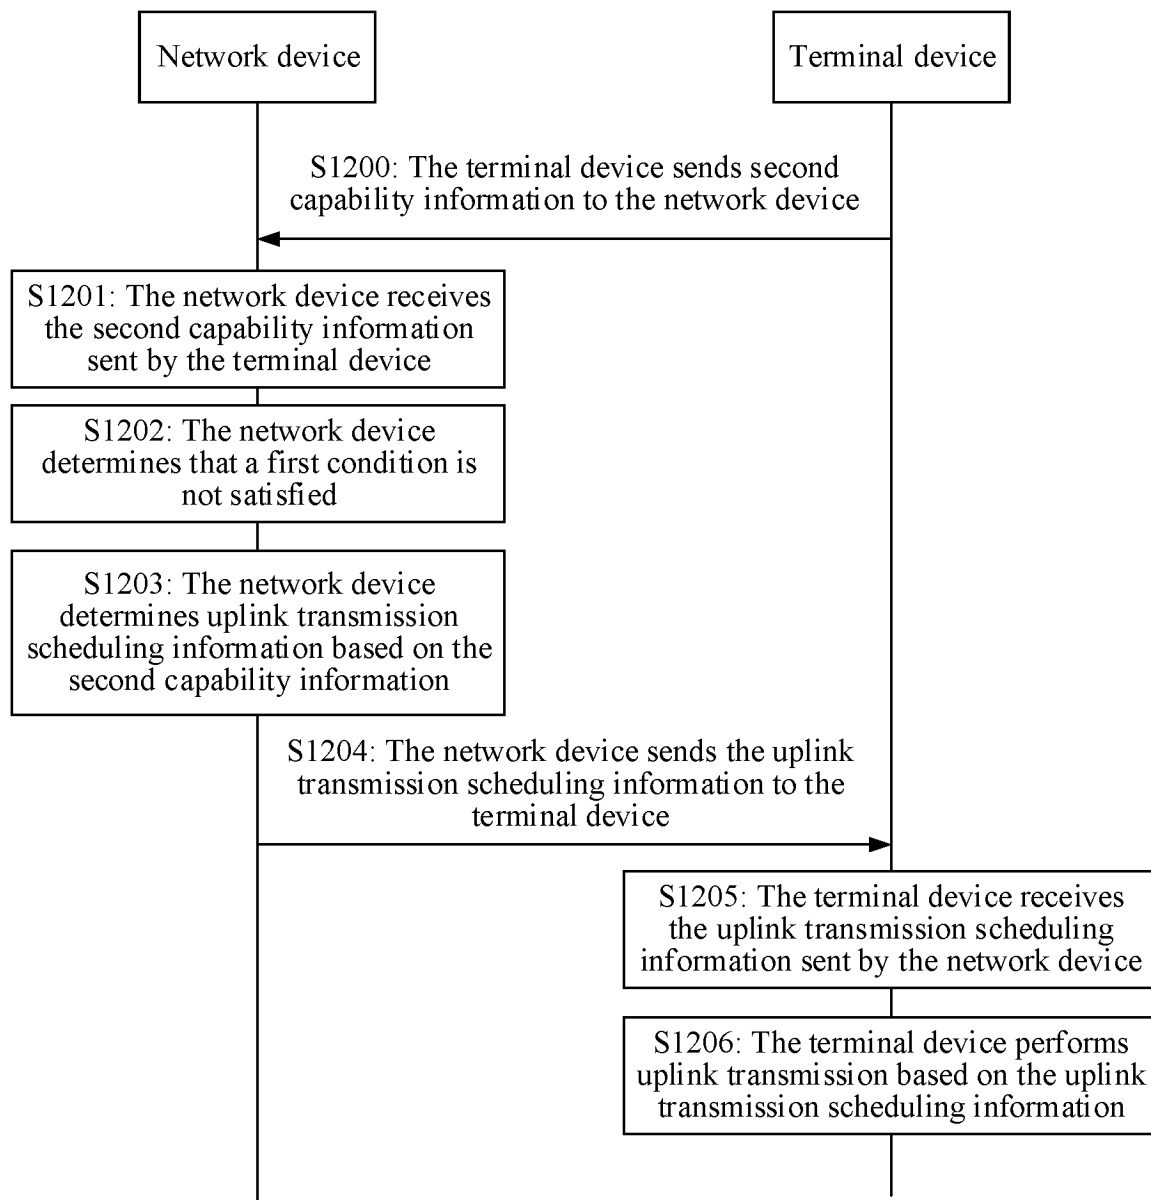 Network device
Terminal device
S1200: The terminal device sends second
capability information to the network device
S1201: The network device receives
the second capability information
sent by the terminal device
S1202: The network device
determines that a first condition is
not satisfied
S1203: The network device
determines uplink transmission
scheduling information based on the
second capability information
S1204: The network device sends the uplink
transmission scheduling information to the
terminal device
S1205: The terminal device receives
the uplink transmission scheduling
information sent by the network device
S1206: The terminal device performs
uplink transmission based on the uplink
transmission scheduling information